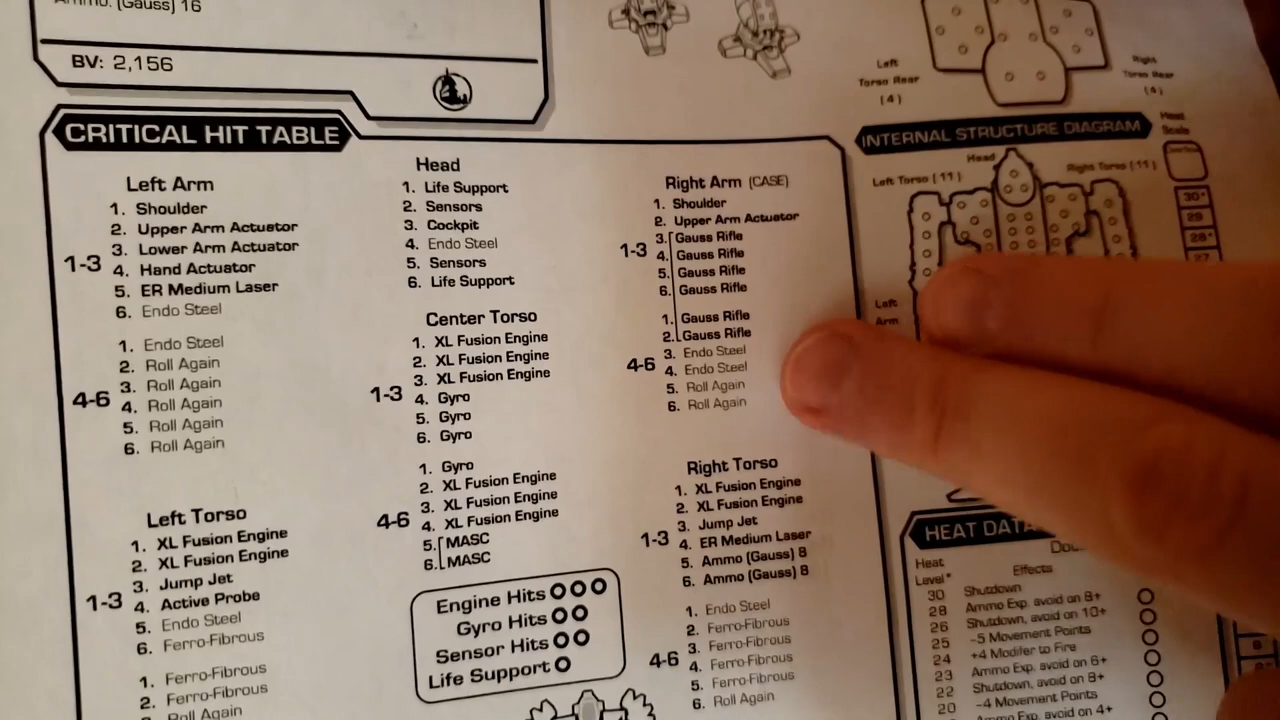 Ammo: (Gauss) 16
BV: 2,156
Left
Torso Rear
(4)
Right
Torso Rear
(4)
CRITICAL HIT TABLE
Left Arm
1. Shoulder
2. Upper Arm Actuator
3. Lower Arm Actuator
1-3
4. Hand Actuator
5. ER Medium Laser
6. Endo Steel
1. Endo Steel
2. Roll Again
3. Roll Again
4-6
4. Roll Again
5. Roll Again
6. Roll Again
Left Torso
1. XL Fusion Engine
2. XL Fusion Engine
3. Jump Jet
1-3
4. Active Probe
5. Endo Steel
6. Ferro-Fibrous
1. Ferro-Fibrous
2. Ferro-Fibrous
Roll Again
Head
1. Life Support
2. Sensors
3. Cockpit
4. Endo Steel
5. Sensors
6. Life Support
Center Torso
1. XL Fusion Engine
2. XL Fusion Engine
3. XL Fusion Engine
1-3
4. Gyro
5. Gyro
6. Gyro
1. Gyro
2. XL Fusion Engine
3. XL Fusion Engine
4-6
4. XL Fusion Engine
5. MASC
6. MASC
Engine Hits
Gyro Hits
Sensor Hits
Life Support
Right Arm (CASE)
1. Shoulder
2. Upper Arm Actuator
3. Gauss Rifle
1-3
4. Gauss Rifle
5. Gauss Rifle
6. Gauss Rifle
1. Gauss Rifle
2. Gauss Rifle
3. Endo Steel
4-6
4. Endo Steel
5. Roll Again
6. Roll Again
Right Torso
1. XL Fusion Engine
2. XL Fusion Engine
3. Jump Jet
1-3
4. ER Medium Laser
5. Ammo (Gauss) 8
6. Ammo (Gauss) 8
1. Endo Steel
2. Ferro-Fibrous
3. Ferro-Fibrous
4-6
4. Ferro-Fibrous
5. Ferro-Fibrous
6. Roll Again
INTERNAL STRUCTURE DIAGRAM
Head
Left Torso (11)
Right Torso (11)
Left
Arm
Heat
Scale
30*
29
28*
27
HEAT DATA
Heat
Level*
Effects
30 Shutdown
28 Ammo Exp. avoid on 8+
26 Shutdown, avoid on 10+
25 -5 Movement Points
24 +4 Modifer to Fire
23 Ammo Exp. avoid on 6+
22 Shutdown, avoid on 8+
20 -4 Movement Points
Ammo Exp. avoid on 4+